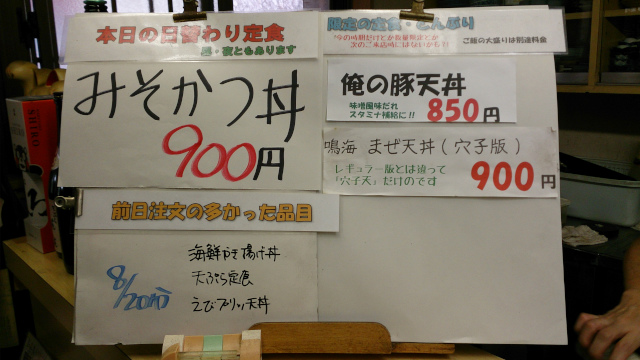 本日の日替わり定食
昼・夜ともあります
みそかつ丼
900円
前日注文の多かった品目
8/20
海鮮かき揚げ丼
天ぷら定食
えびプリッ天丼
限定の定食・どんぶり
ご飯の大盛りは別途料金
俺の豚天丼
味噌風味だれ
スタミナ補給に!!
850円
鳴海 まぜ天丼(穴子版)
レギュラー版とは違って
「穴子天」だけのです
900円